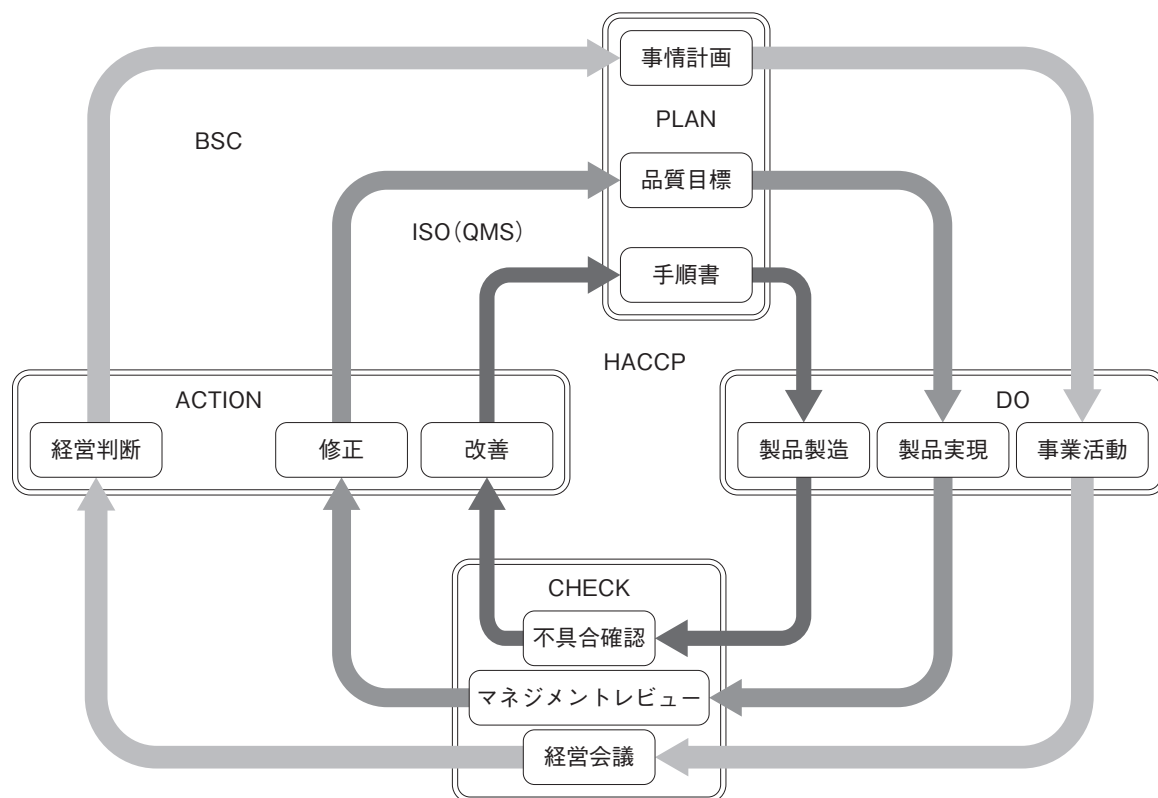 事情計画
PLAN
BSC
品質目標
ISO（QMS）
手順書
HACCP
ACTION
DO
経営判断
修正
改善
製品製造
製品実現
事業活動
CHECK
不具合確認
マネジメントレビュー
経営会議